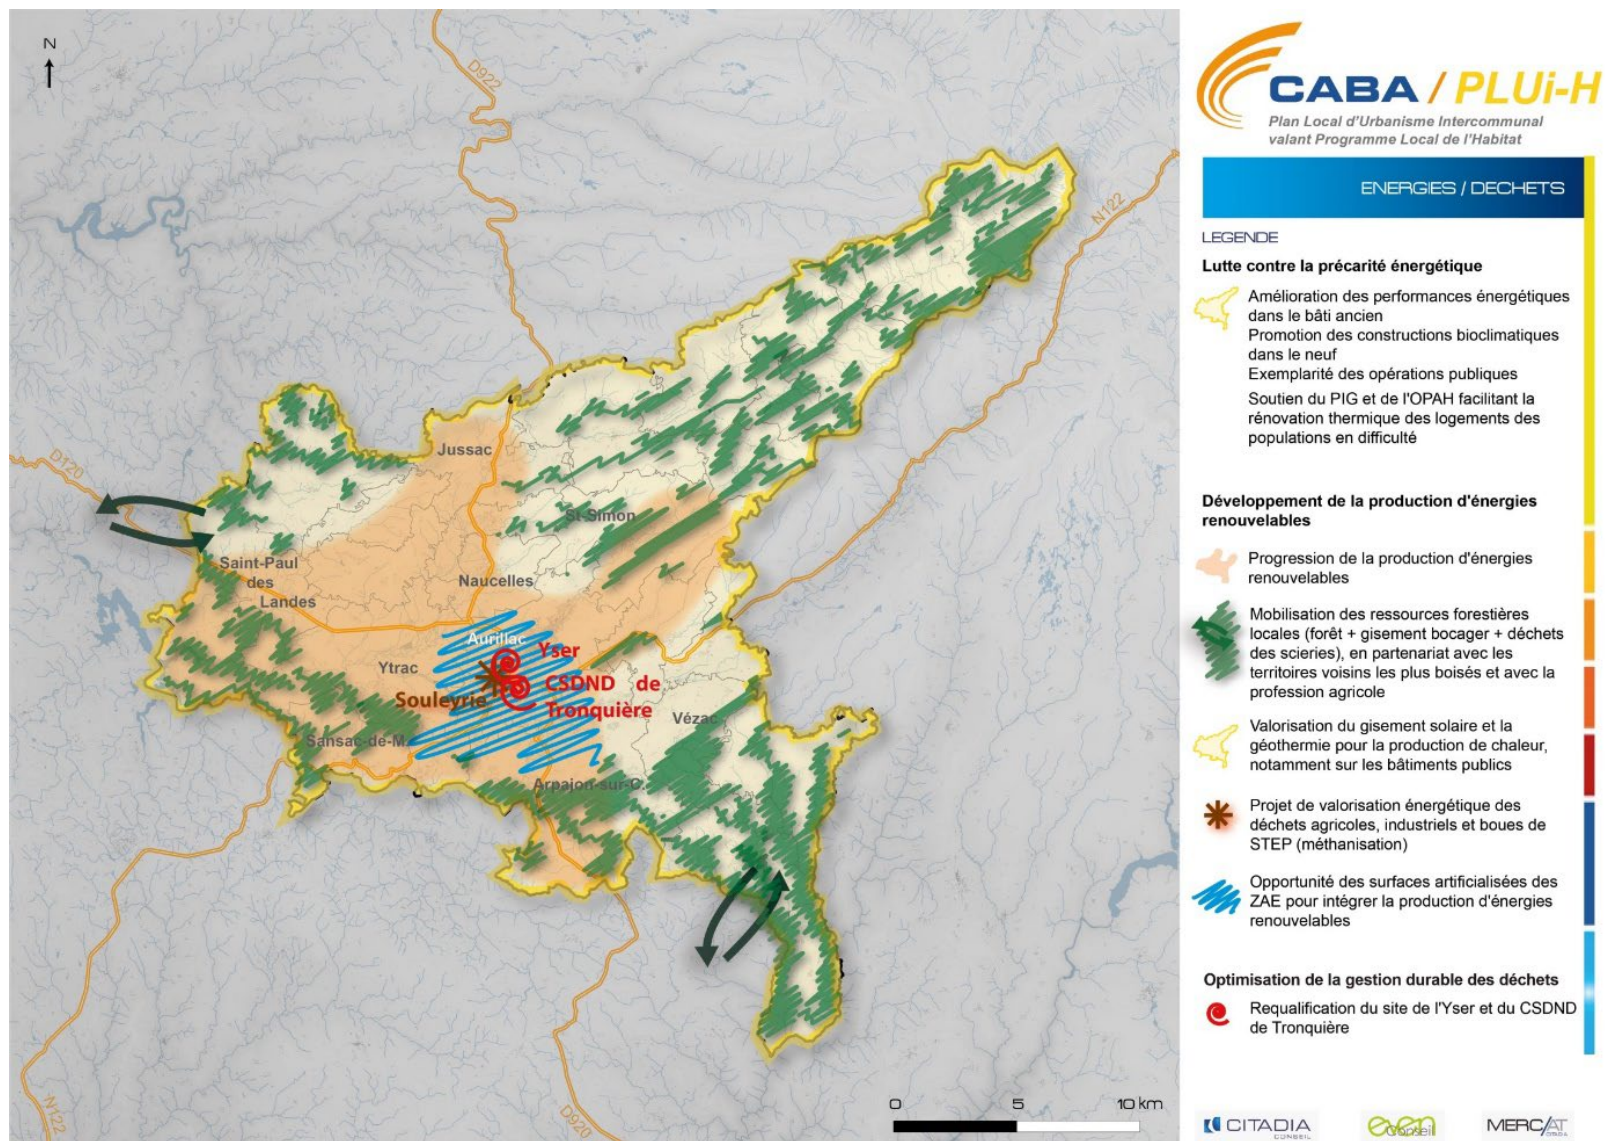 N
D922
N122
D120
Jussac
St-Simon
Saint-Paul
des
Landes
Naucelles
Aurillac
Yser
Ytrac
Souleyrie
CSDND de
Tronquière
Vézac
Sansac-de-M.
Arpajon-sur-C.
N122
D920
0 5 10 km
CABA / PLUi-H
Plan Local d'Urbanisme Intercommunal
valant Programme Local de l'Habitat
ENERGIES / DECHETS
LEGENDE
Lutte contre la précarité énergétique
Amélioration des performances énergétiques
dans le bâti ancien
Promotion des constructions bioclimatiques
dans le neuf
Exemplarité des opérations publiques
Soutien du PIG et de l'OPAH facilitant la
rénovation thermique des logements des
populations en difficulté
Développement de la production d'énergies
renouvelables
Progression de la production d'énergies
renouvelables
Mobilisation des ressources forestières
locales (forêt + gisement bocager + déchets
des scieries), en partenariat avec les
territoires voisins les plus boisés et avec la
profession agricole
Valorisation du gisement solaire et la
géothermie pour la production de chaleur,
notamment sur les bâtiments publics
Projet de valorisation énergétique des
déchets agricoles, industriels et boues de
STEP (méthanisation)
Opportunité des surfaces artificialisées des
ZAE pour intégrer la production d'énergies
renouvelables
Optimisation de la gestion durable des déchets
Requalification du site de l'Yser et du CSDND
de Tronquière
CITADIA
CONSEIL
even
Conseil
MERC/AT